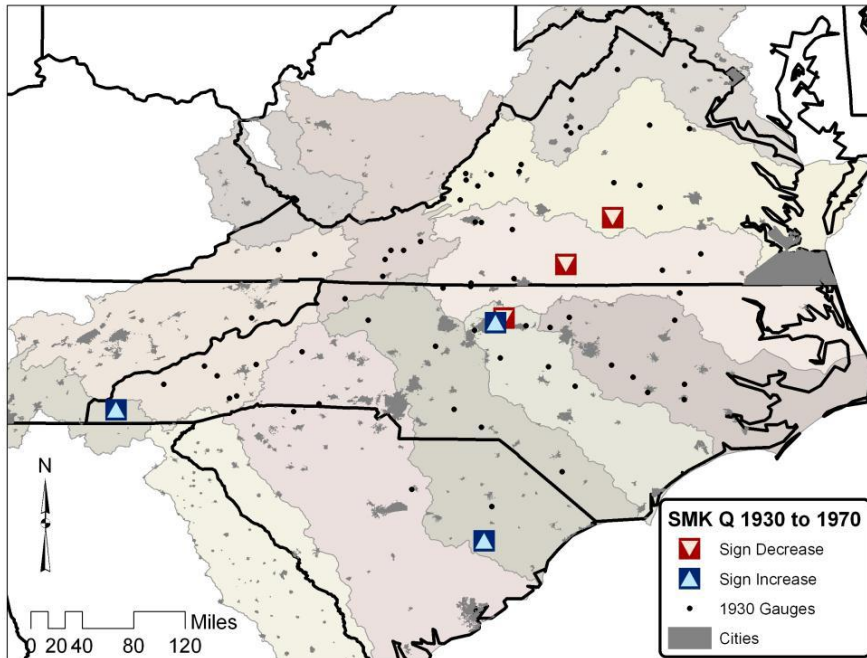 N
Miles
0 20 40 80 120
SMK Q 1930 to 1970
Sign Decrease
Sign Increase
1930 Gauges
Cities